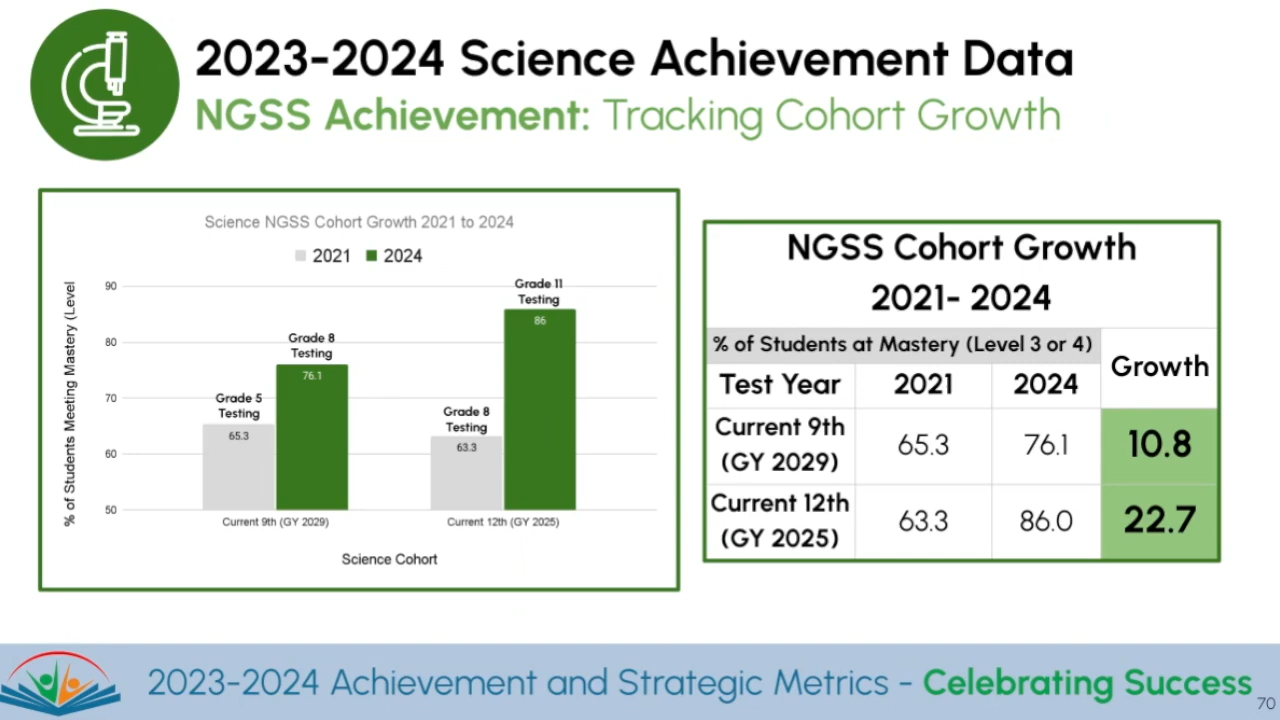 2023-2024 Science Achievement Data
NGSS Achievement: Tracking Cohort Growth
Science NGSS Cohort Growth 2021 to 2024
2021 2024
% of Students Meeting Mastery (Level
90
80
70
60
50
Grade 5
Testing
65.3
Grade 8
Testing
76.1
Grade 8
Testing
63.3
Grade 11
Testing
86
Current 9th (GY 2029)
Current 12th (GY 2025)
Science Cohort
NGSS Cohort Growth
2021- 2024
% of Students at Mastery (Level 3 or 4)
Growth
Test Year 2021 2024
Current 9th
(GY 2029)
65.3 76.1 10.8
Current 12th
(GY 2025)
63.3 86.0 22.7
2023-2024 Achievement and Strategic Metrics - Celebrating Success
70